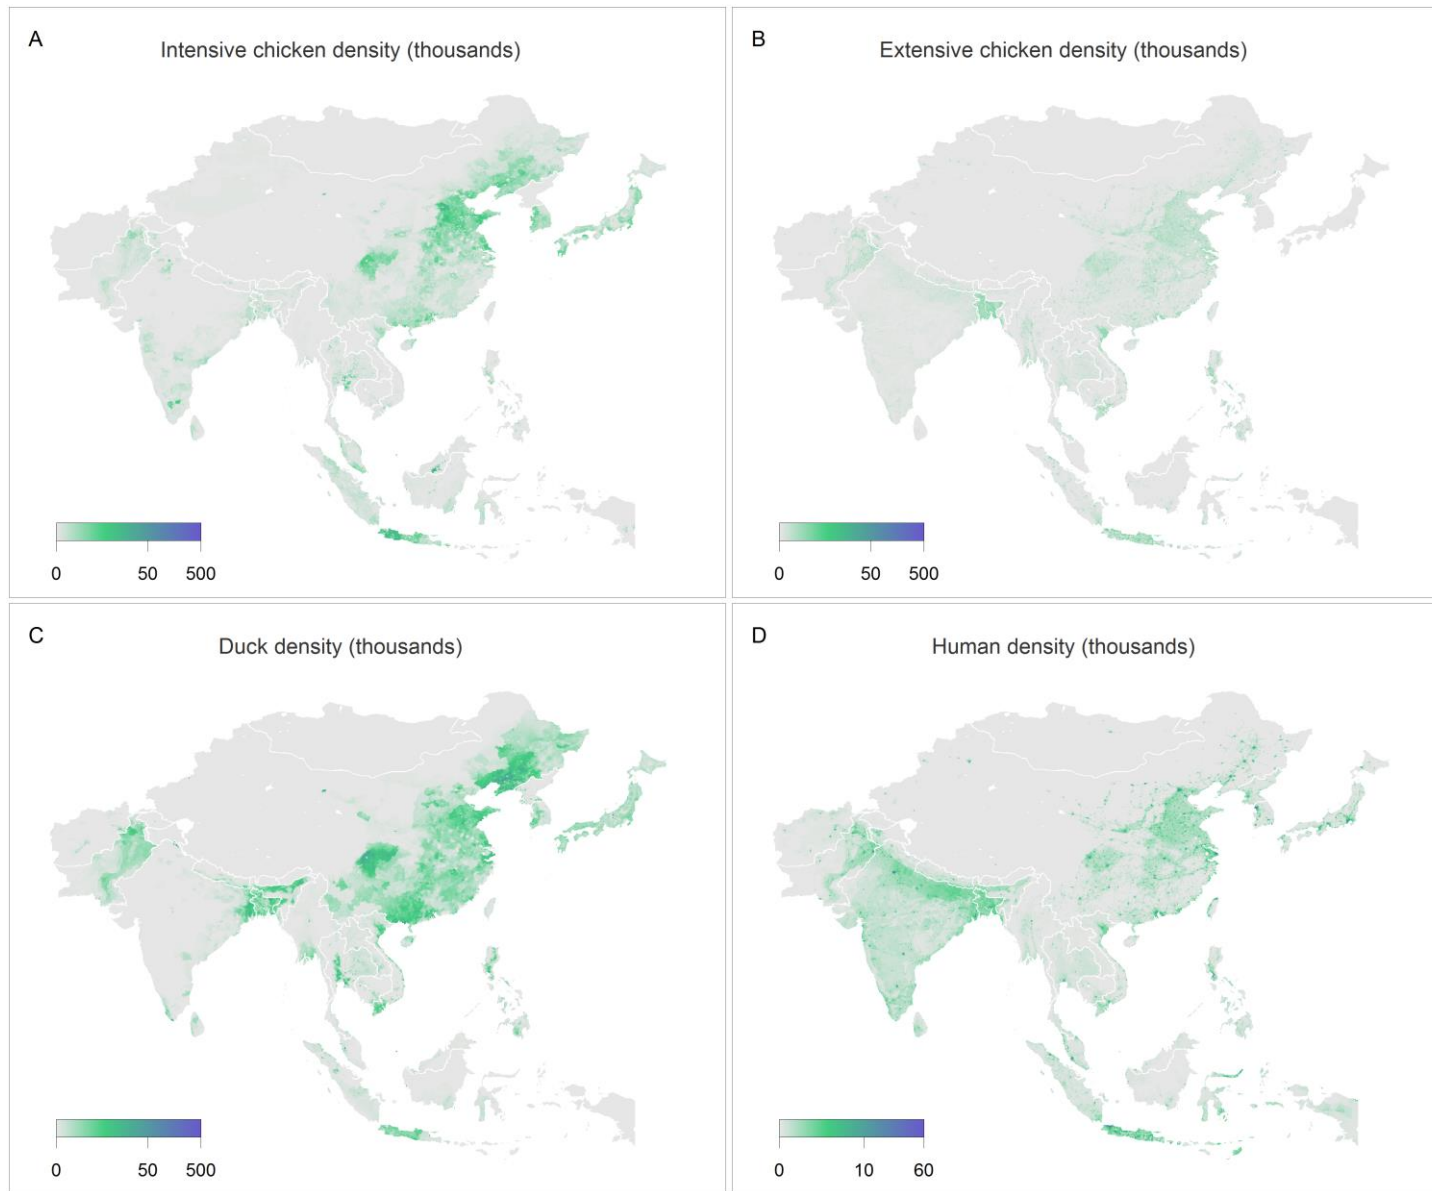 A
Intensive chicken density (thousands)
0 50 500
B
Extensive chicken density (thousands)
0 50 500
C
Duck density (thousands)
0 50 500
D
Human density (thousands)
0 10 60